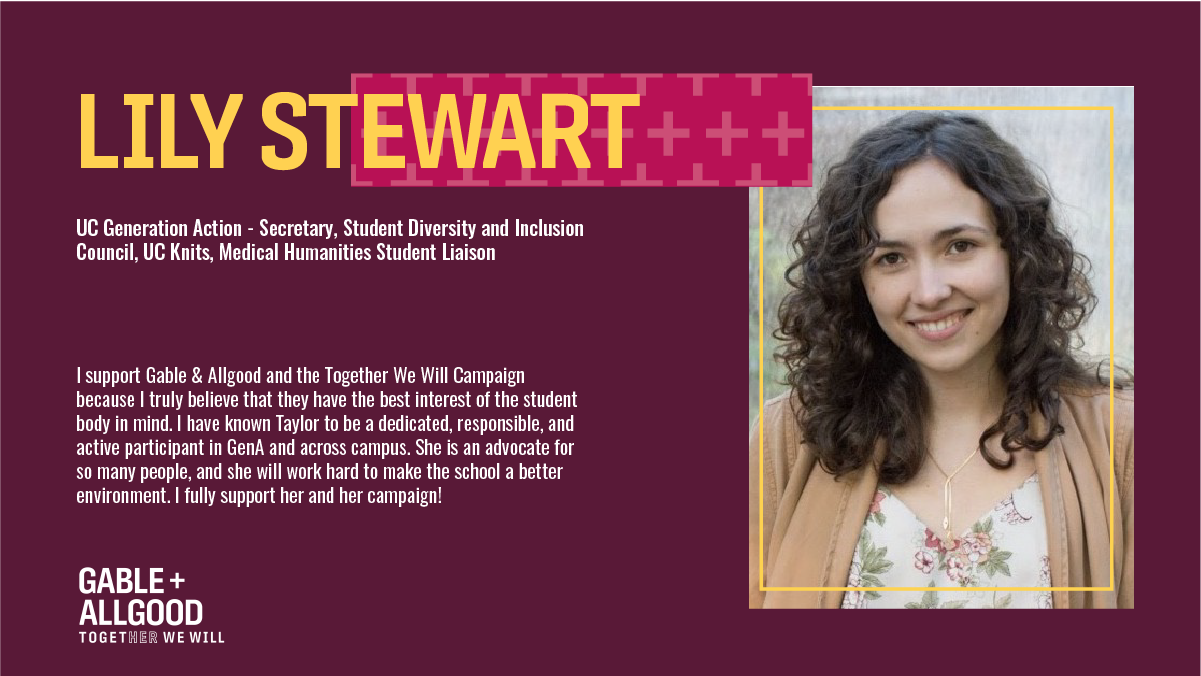 LILY STEWART
UC Generation Action - Secretary, Student Diversity and Inclusion
Council, UC Knits, Medical Humanities Student Liaison
I support Gable & Allgood and the Together We Will Campaign
because I truly believe that they have the best interest of the student
body in mind. I have known Taylor to be a dedicated, responsible, and
active participant in GenA and across campus. She is an advocate for
so many people, and she will work hard to make the school a better
environment. I fully support her and her campaign!
GABLE +
ALLGOOD
TOGETHER WE WILL